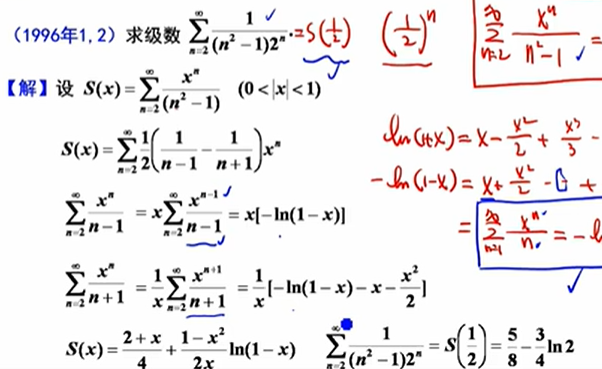 (1996年1,2) 求级数 $\sum_{n=2}^{\infty}\frac{1}{(n^2-1)2^n}$. $=S(\frac{1}{2})$ $(\frac{1}{2})^n$ $\sum_{n=2}^{\infty}\frac{x^n}{n^2-1}=$
【解】设 $S(x)=\sum_{n=2}^{\infty}\frac{x^n}{(n^2-1)}$ $(0<|x|<1)$
$S(x)=\sum_{n=2}^{\infty}\frac{1}{2}\left(\frac{1}{n-1}-\frac{1}{n+1}\right)x^n$
$\ln(1+x)=x-\frac{x^2}{2}+\frac{x^3}{3}-$
$-\ln(1-x)=x+\frac{x^2}{2}-$ $+$
$\sum_{n=2}^{\infty}\frac{x^n}{n-1}=x\sum_{n=2}^{\infty}\frac{x^{n-1}}{n-1}=x[-\ln(1-x)]$
$=\sum_{n=1}^{\infty}\frac{x^n}{n}=-$
$\sum_{n=2}^{\infty}\frac{x^n}{n+1}=\frac{1}{x}\sum_{n=2}^{\infty}\frac{x^{n+1}}{n+1}=\frac{1}{x}[-\ln(1-x)-x-\frac{x^2}{2}]$
$S(x)=\frac{2+x}{4}+\frac{1-x^2}{2x}\ln(1-x)$ $\sum_{n=2}^{\infty}\frac{1}{(n^2-1)2^n}=S\left(\frac{1}{2}\right)=\frac{5}{8}-\frac{3}{4}\ln 2$